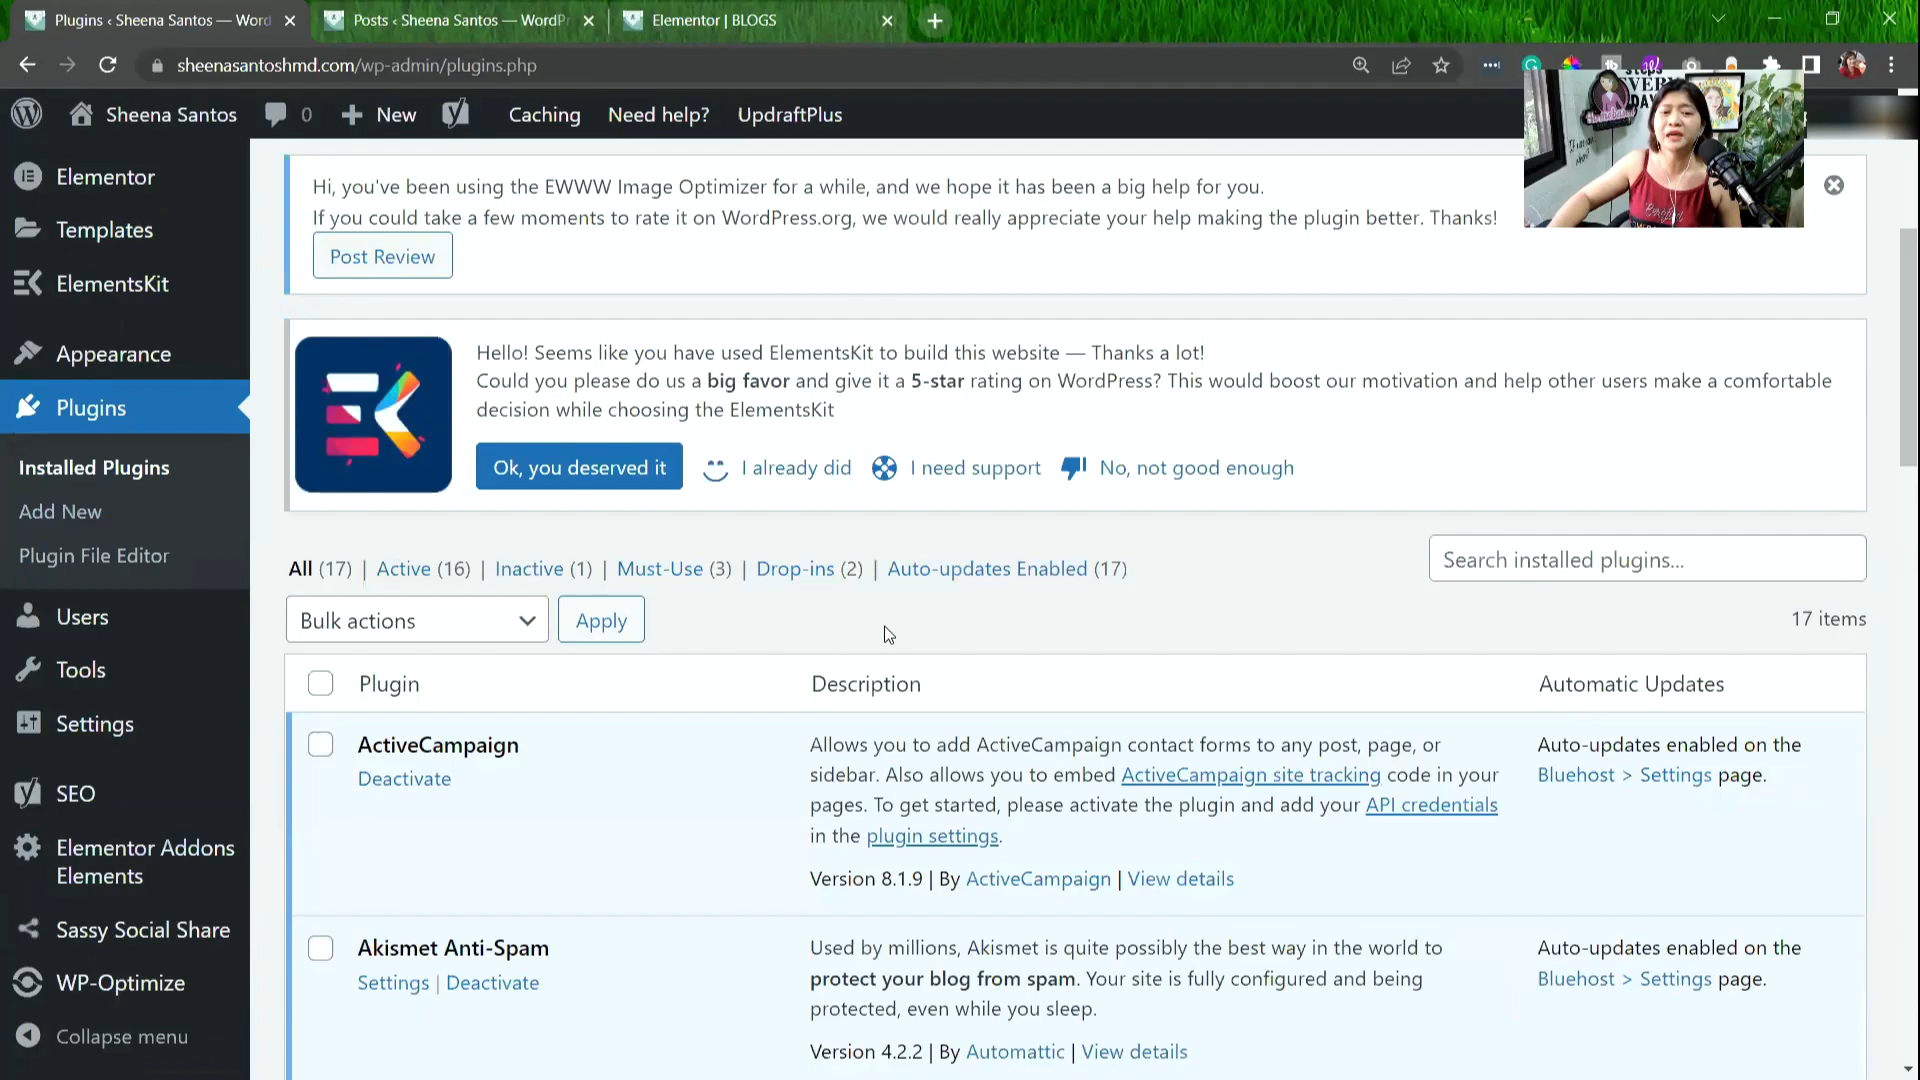 Plugins ‹ Sheena Santos — Word
Posts ‹ Sheena Santos — WordPr
Elementor | BLOGS
sheenasantoshmd.com/wp-admin/plugins.php
Sheena Santos
0
New
Caching
Need help?
UpdraftPlus
Elementor
Templates
ElementsKit
Appearance
Plugins
Installed Plugins
Add New
Plugin File Editor
Users
Tools
Settings
SEO
Elementor Addons
Elements
Sassy Social Share
WP-Optimize
Collapse menu
Hi, you've been using the EWWW Image Optimizer for a while, and we hope it has been a big help for you.
If you could take a few moments to rate it on WordPress.org, we would really appreciate your help making the plugin better. Thanks!
Post Review
Hello! Seems like you have used ElementsKit to build this website — Thanks a lot!
Could you please do us a big favor and give it a 5-star rating on WordPress? This would boost our motivation and help other users make a comfortable
decision while choosing the ElementsKit
Ok, you deserved it
I already did
I need support
No, not good enough
All (17) | Active (16) | Inactive (1) | Must-Use (3) | Drop-ins (2) | Auto-updates Enabled (17)
Search installed plugins...
Bulk actions
Apply
17 items
Plugin
Description
Automatic Updates
ActiveCampaign
Deactivate
Allows you to add ActiveCampaign contact forms to any post, page, or
sidebar. Also allows you to embed ActiveCampaign site tracking code in your
pages. To get started, please activate the plugin and add your API credentials
in the plugin settings.
Version 8.1.9 | By ActiveCampaign | View details
Auto-updates enabled on the
Bluehost > Settings page.
Akismet Anti-Spam
Settings | Deactivate
Used by millions, Akismet is quite possibly the best way in the world to
protect your blog from spam. Your site is fully configured and being
protected, even while you sleep.
Version 4.2.2 | By Automattic | View details
Auto-updates enabled on the
Bluehost > Settings page.